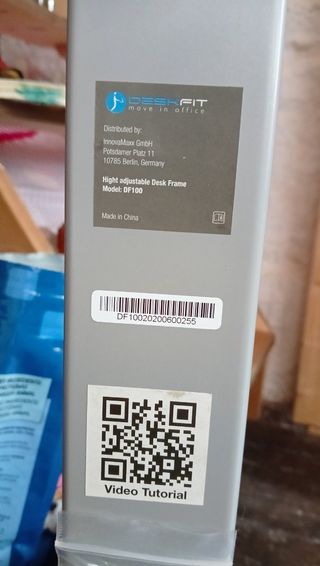 DESKFIT
move in office
Distributed by:
InnovaMaxx GmbH
Potsdamer Platz 11
10785 Berlin, Germany
Hight adjustable Desk Frame
Model: DF100
Made in China
DF10020200600255
Video Tutorial